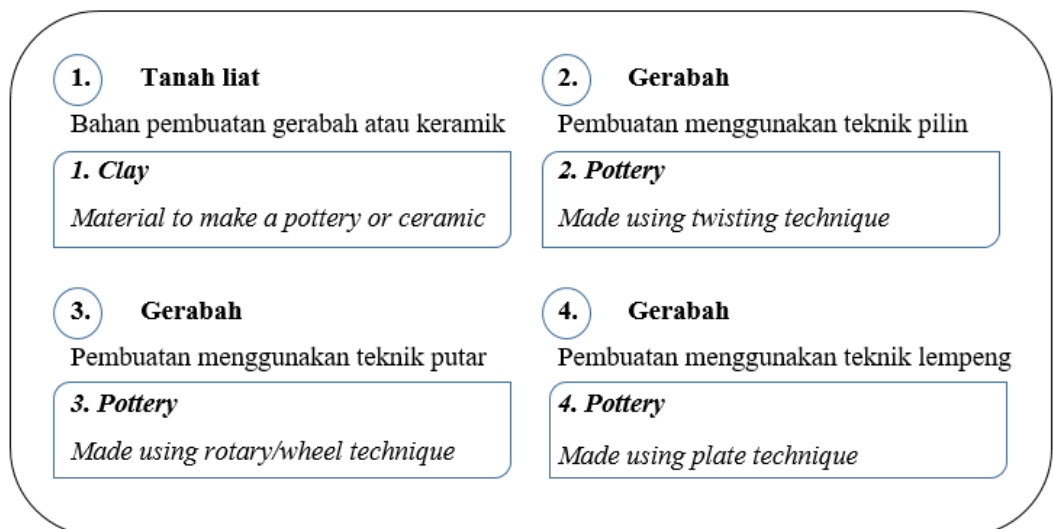 1. Tanah liat
Bahan pembuatan gerabah atau keramik
1. Clay
Material to make a pottery or ceramic
2. Gerabah
Pembuatan menggunakan teknik pilin
2. Pottery
Made using twisting technique
3. Gerabah
Pembuatan menggunakan teknik putar
3. Pottery
Made using rotary/wheel technique
4. Gerabah
Pembuatan menggunakan teknik lempeng
4. Pottery
Made using plate technique